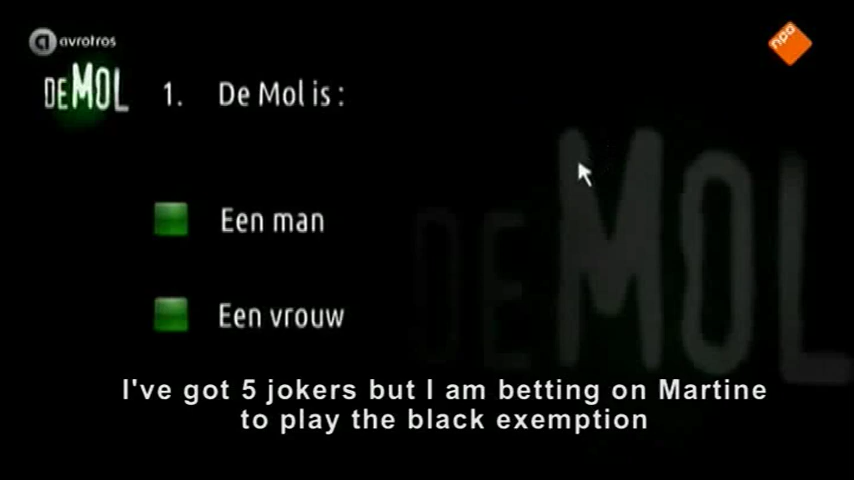 avrotros
npo
DE MOL
1. De Mol is :
Een man
Een vrouw
DE MOL
I've got 5 jokers but I am betting on Martine
to play the black exemption